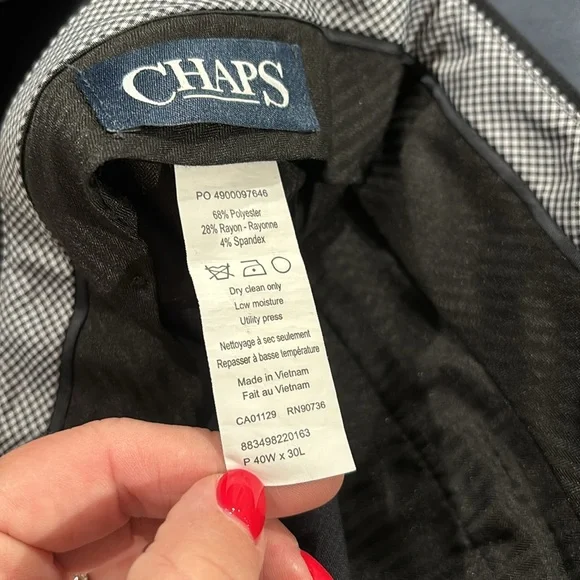 CHAPS
PO 4900097646
68% Polyester
28% Rayon - Rayonne
4% Spandex
Dry clean only
Low moisture
Utility press
Nettoyage à sec seulement
Repasser à basse température
Made in Vietnam
Fait au Vietnam
CA01129 RN90736
883498220163
P 40W x 30L